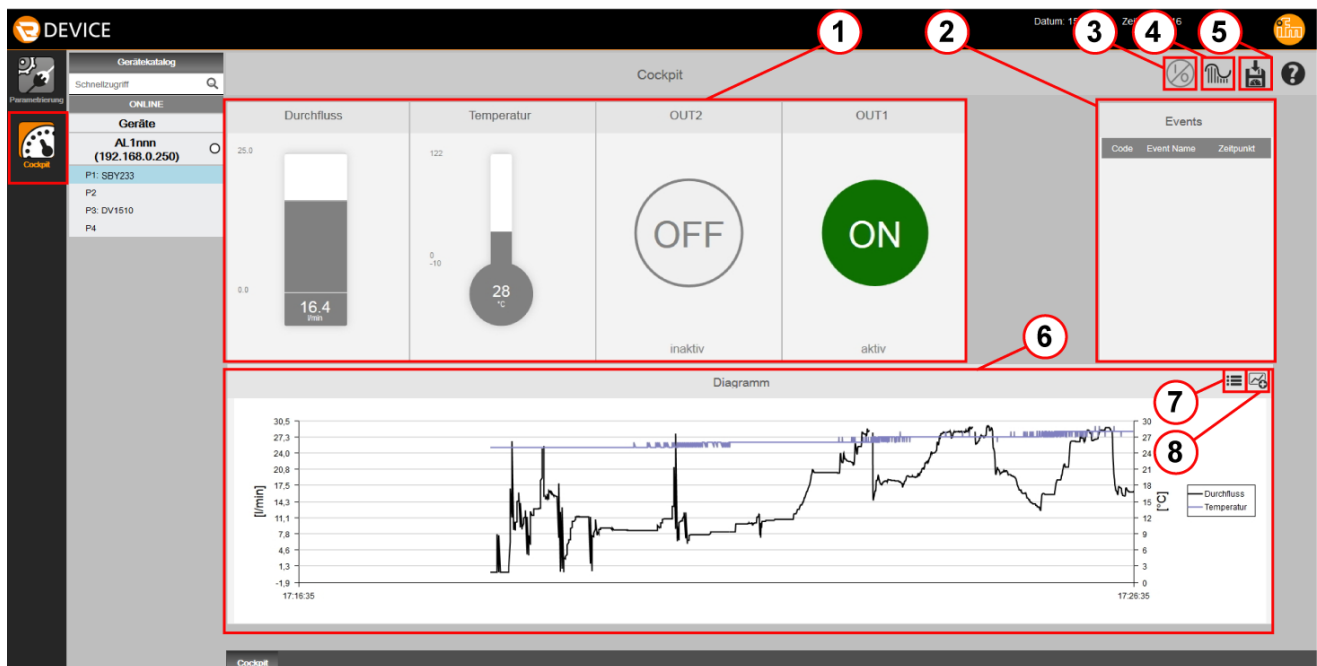 DEVICE
Datum: 1
Ze
16
ifm
1
2
3
4
5
Parametrierung
Cockpit
Gerätekatalog
Schnellzugriff
ONLINE
Geräte
AL1nnn
(192.168.0.250)
P1: SBY233
P2
P3: DV1510
P4
Cockpit
Durchfluss
25.0
0.0
16.4
l/min
Temperatur
122
0
-10
28
°C
OUT2
OFF
inaktiv
OUT1
ON
aktiv
Events
Code Event Name Zeitpunkt
6
Diagramm
7
8
[l/min]
30,5
27,3
24,0
20,8
17,5
14,3
11,1
7,8
4,6
1,3
-1,9
17:16:35
17:26:35
30
27
24
21
18
15
12
9
6
3
0
[°C]
Durchfluss
Temperatur
Cockpit